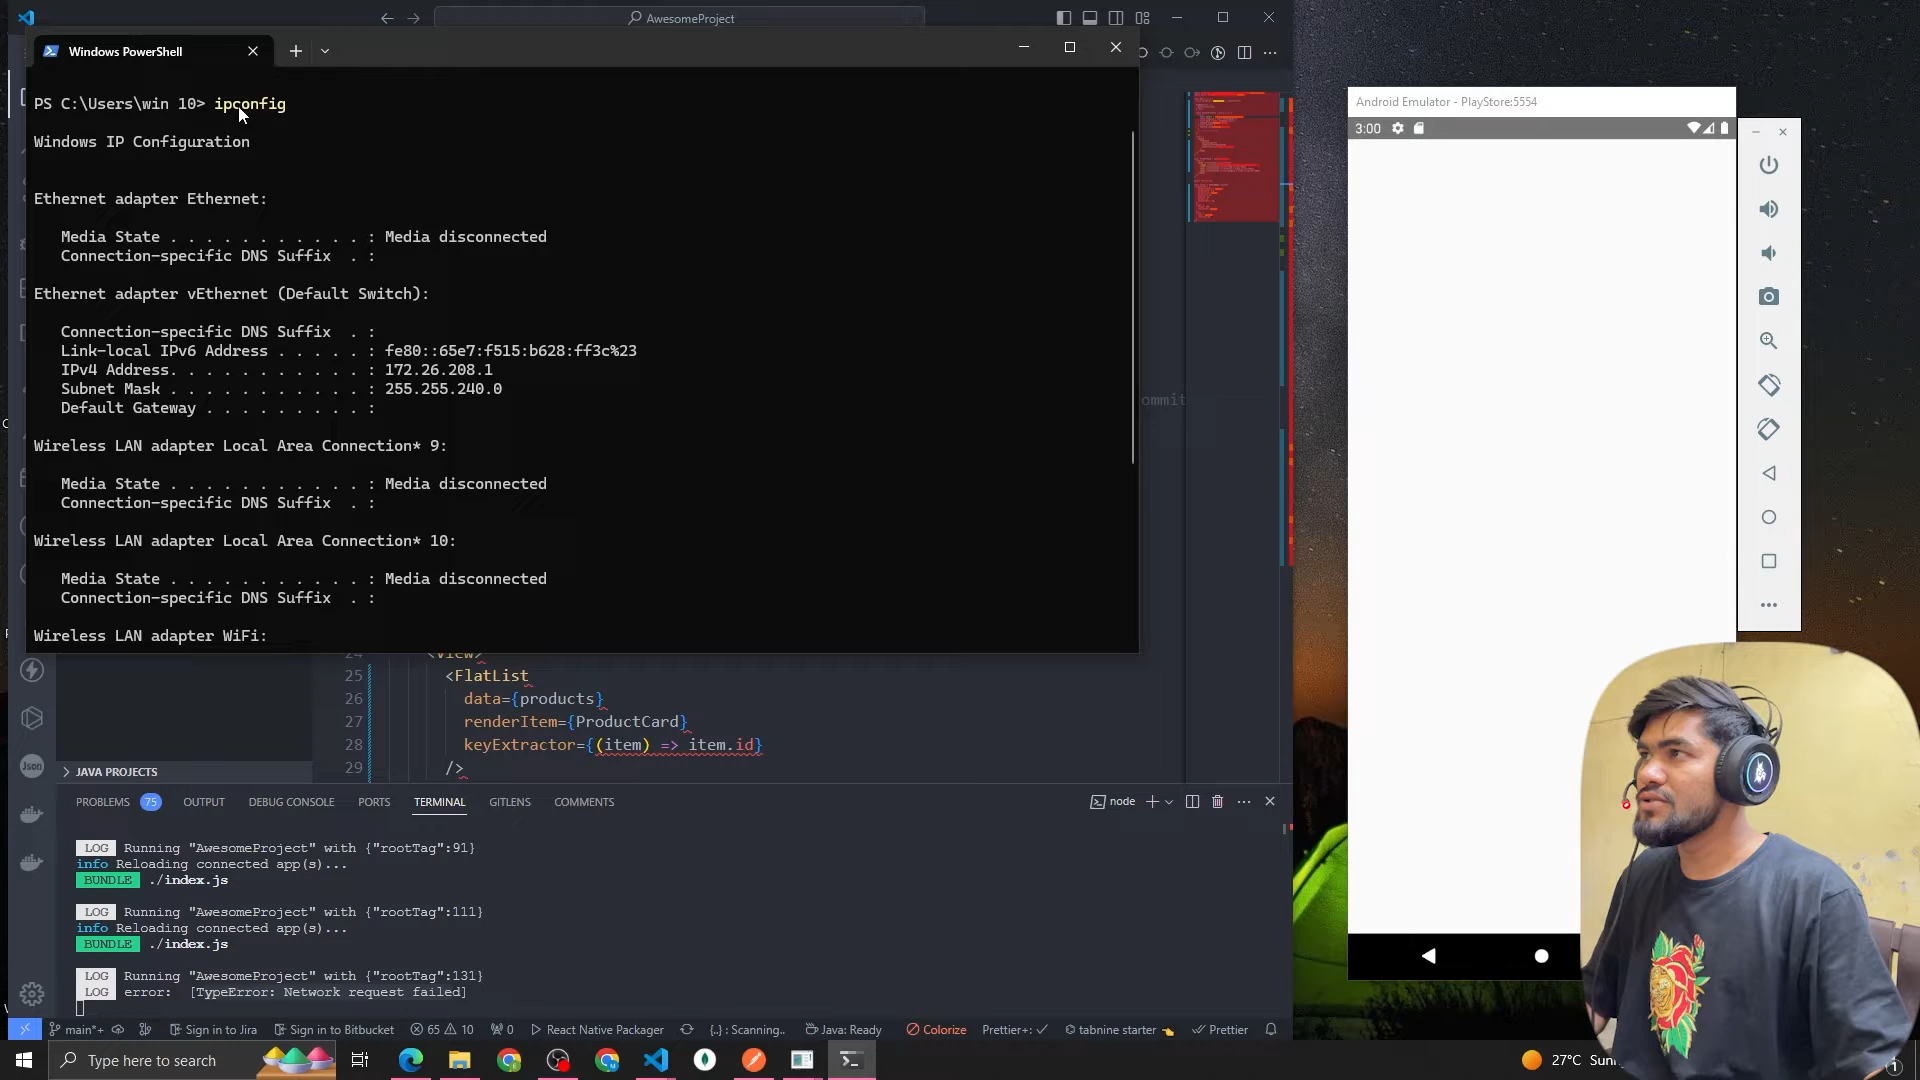 AwesomeProject
Windows PowerShell
PS C:\Users\win 10> ipconfig
Windows IP Configuration
Ethernet adapter Ethernet:
Media State . . . . . . . . . . . : Media disconnected
Connection-specific DNS Suffix  . :
Ethernet adapter vEthernet (Default Switch):
Connection-specific DNS Suffix  . :
Link-local IPv6 Address . . . . . : fe80::65e7:f515:b628:ff3c%23
IPv4 Address. . . . . . . . . . . : 172.26.208.1
Subnet Mask . . . . . . . . . . . : 255.255.240.0
Default Gateway . . . . . . . . . :
Wireless LAN adapter Local Area Connection* 9:
Media State . . . . . . . . . . . : Media disconnected
Connection-specific DNS Suffix  . :
Wireless LAN adapter Local Area Connection* 10:
Media State . . . . . . . . . . . : Media disconnected
Connection-specific DNS Suffix  . :
Wireless LAN adapter WiFi:
ommit
24 <View>
25 <FlatList
26 data={products}
27 renderItem={ProductCard}
28 keyExtractor={(item) => item.id}
29 />
JAVA PROJECTS
PROBLEMS 75 OUTPUT DEBUG CONSOLE PORTS TERMINAL GITLENS COMMENTS node
LOG Running "AwesomeProject" with {"rootTag":91}
info Reloading connected app(s)...
BUNDLE ./index.js
LOG Running "AwesomeProject" with {"rootTag":111}
info Reloading connected app(s)...
BUNDLE ./index.js
LOG Running "AwesomeProject" with {"rootTag":131}
LOG error: [TypeError: Network request failed]
main*+ Sign in to Jira Sign in to Bitbucket 65 10 0 React Native Packager {..} : Scanning.. Java: Ready Colorize Prettier+: tabnine starter Prettier
Type here to search
27°C
Android Emulator - PlayStore:5554
3:00
Json